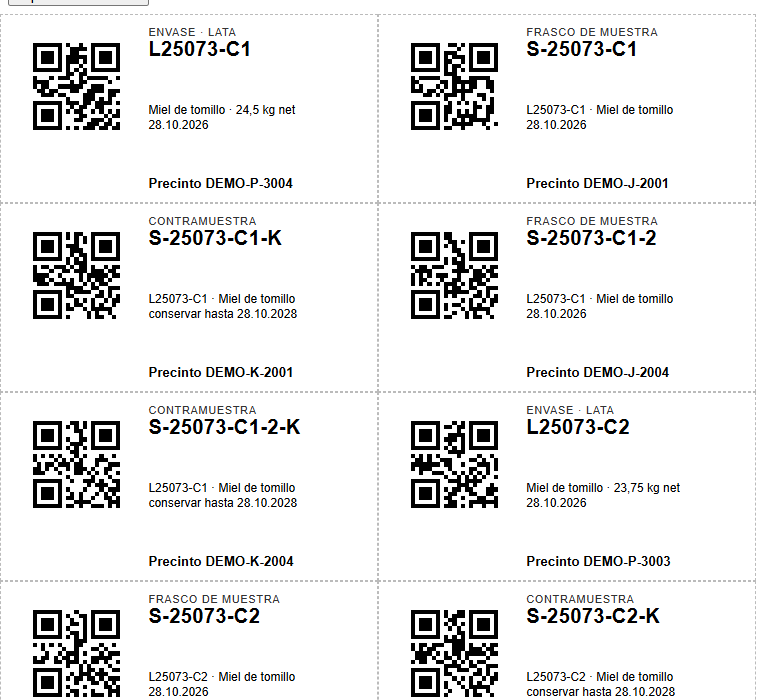 ENVASE · LATA
L25073-C1
Miel de tomillo · 24,5 kg net
28.10.2026
Precinto DEMO-P-3004
FRASCO DE MUESTRA
S-25073-C1
L25073-C1 · Miel de tomillo
28.10.2026
Precinto DEMO-J-2001
CONTRAMUESTRA
S-25073-C1-K
L25073-C1 · Miel de tomillo
conservar hasta 28.10.2028
Precinto DEMO-K-2001
FRASCO DE MUESTRA
S-25073-C1-2
L25073-C1 · Miel de tomillo
28.10.2026
Precinto DEMO-J-2004
CONTRAMUESTRA
S-25073-C1-2-K
L25073-C1 · Miel de tomillo
conservar hasta 28.10.2028
Precinto DEMO-K-2004
ENVASE · LATA
L25073-C2
Miel de tomillo · 23,75 kg net
28.10.2026
Precinto DEMO-P-3003
FRASCO DE MUESTRA
S-25073-C2
L25073-C2 · Miel de tomillo
28.10.2026
CONTRAMUESTRA
S-25073-C2-K
L25073-C2 · Miel de tomillo
conservar hasta 28.10.2028